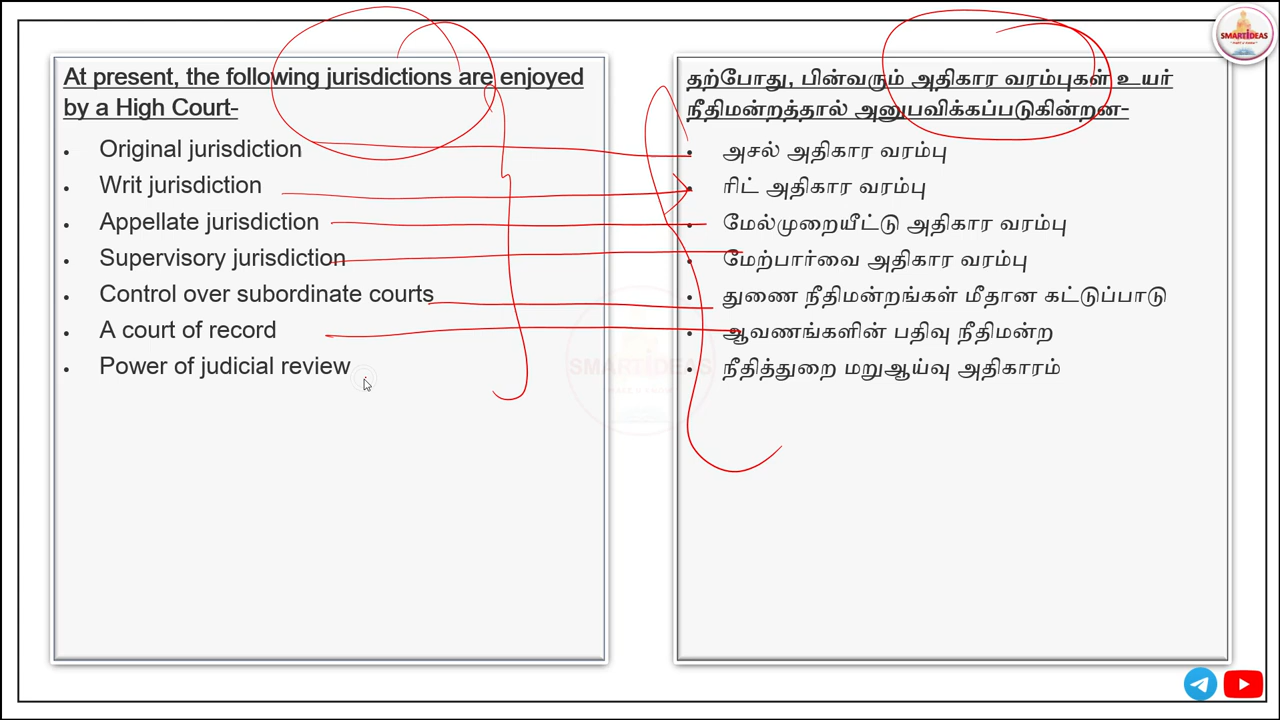 At present, the following jurisdictions are enjoyed
by a High Court-
• Original jurisdiction
• Writ jurisdiction
• Appellate jurisdiction
• Supervisory jurisdiction
• Control over subordinate courts
• A court of record
• Power of judicial review
தற்போது, பின்வரும் அதிகார வரம்புகள் உயர்
நீதிமன்றத்தால் அனுபவிக்கப்படுகின்றன-
• அசல் அதிகார வரம்பு
• ரிட் அதிகார வரம்பு
• மேல்முறையீட்டு அதிகார வரம்பு
• மேற்பார்வை அதிகார வரம்பு
• துணை நீதிமன்றங்கள் மீதான கட்டுப்பாடு
• ஆவணங்களின் பதிவு நீதிமன்ற
• நீதித்துறை மறுஆய்வு அதிகாரம்
SMARTIDEAS
SMARTIDEAS